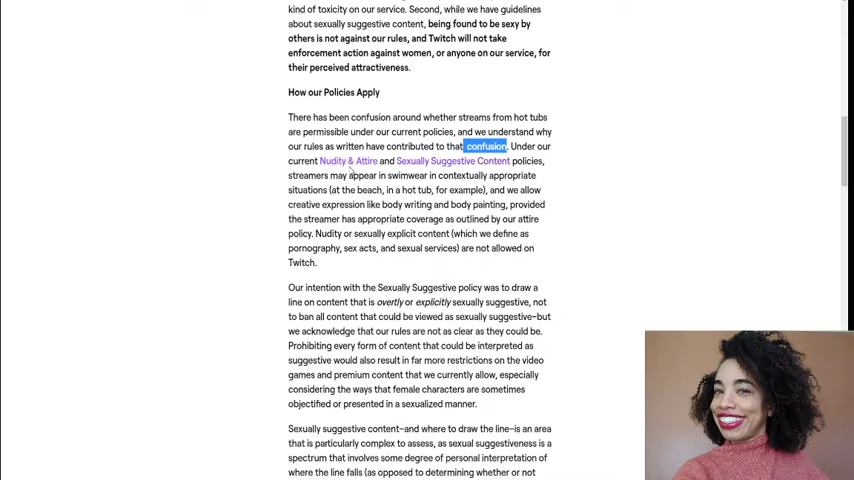 kind of toxicity on our service. Second, while we have guidelines
about sexually suggestive content, being found to be sexy by
others is not against our rules, and Twitch will not take
enforcement action against women, or anyone on our service, for
their perceived attractiveness.
How our Policies Apply
There has been confusion around whether streams from hot tubs
are permissible under our current policies, and we understand why
our rules as written have contributed to that confusion. Under our
current Nudity & Attire and Sexually Suggestive Content policies,
streamers may appear in swimwear in contextually appropriate
situations (at the beach, in a hot tub, for example), and we allow
creative expression like body writing and body painting, provided
the streamer has appropriate coverage as outlined by our attire
policy. Nudity or sexually explicit content (which we define as
pornography, sex acts, and sexual services) are not allowed on
Twitch.
Our intention with the Sexually Suggestive policy was to draw a
line on content that is overtly or explicitly sexually suggestive, not
to ban all content that could be viewed as sexually suggestive–but
we acknowledge that our rules are not as clear as they could be.
Prohibiting every form of content that could be interpreted as
suggestive would also result in far more restrictions on the video
games and premium content that we currently allow, especially
considering the ways that female characters are sometimes
objectified or presented in a sexualized manner.
Sexually suggestive content–and where to draw the line–is an area
that is particularly complex to assess, as sexual suggestiveness is a
spectrum that involves some degree of personal interpretation of
where the line falls (as opposed to determining whether or not